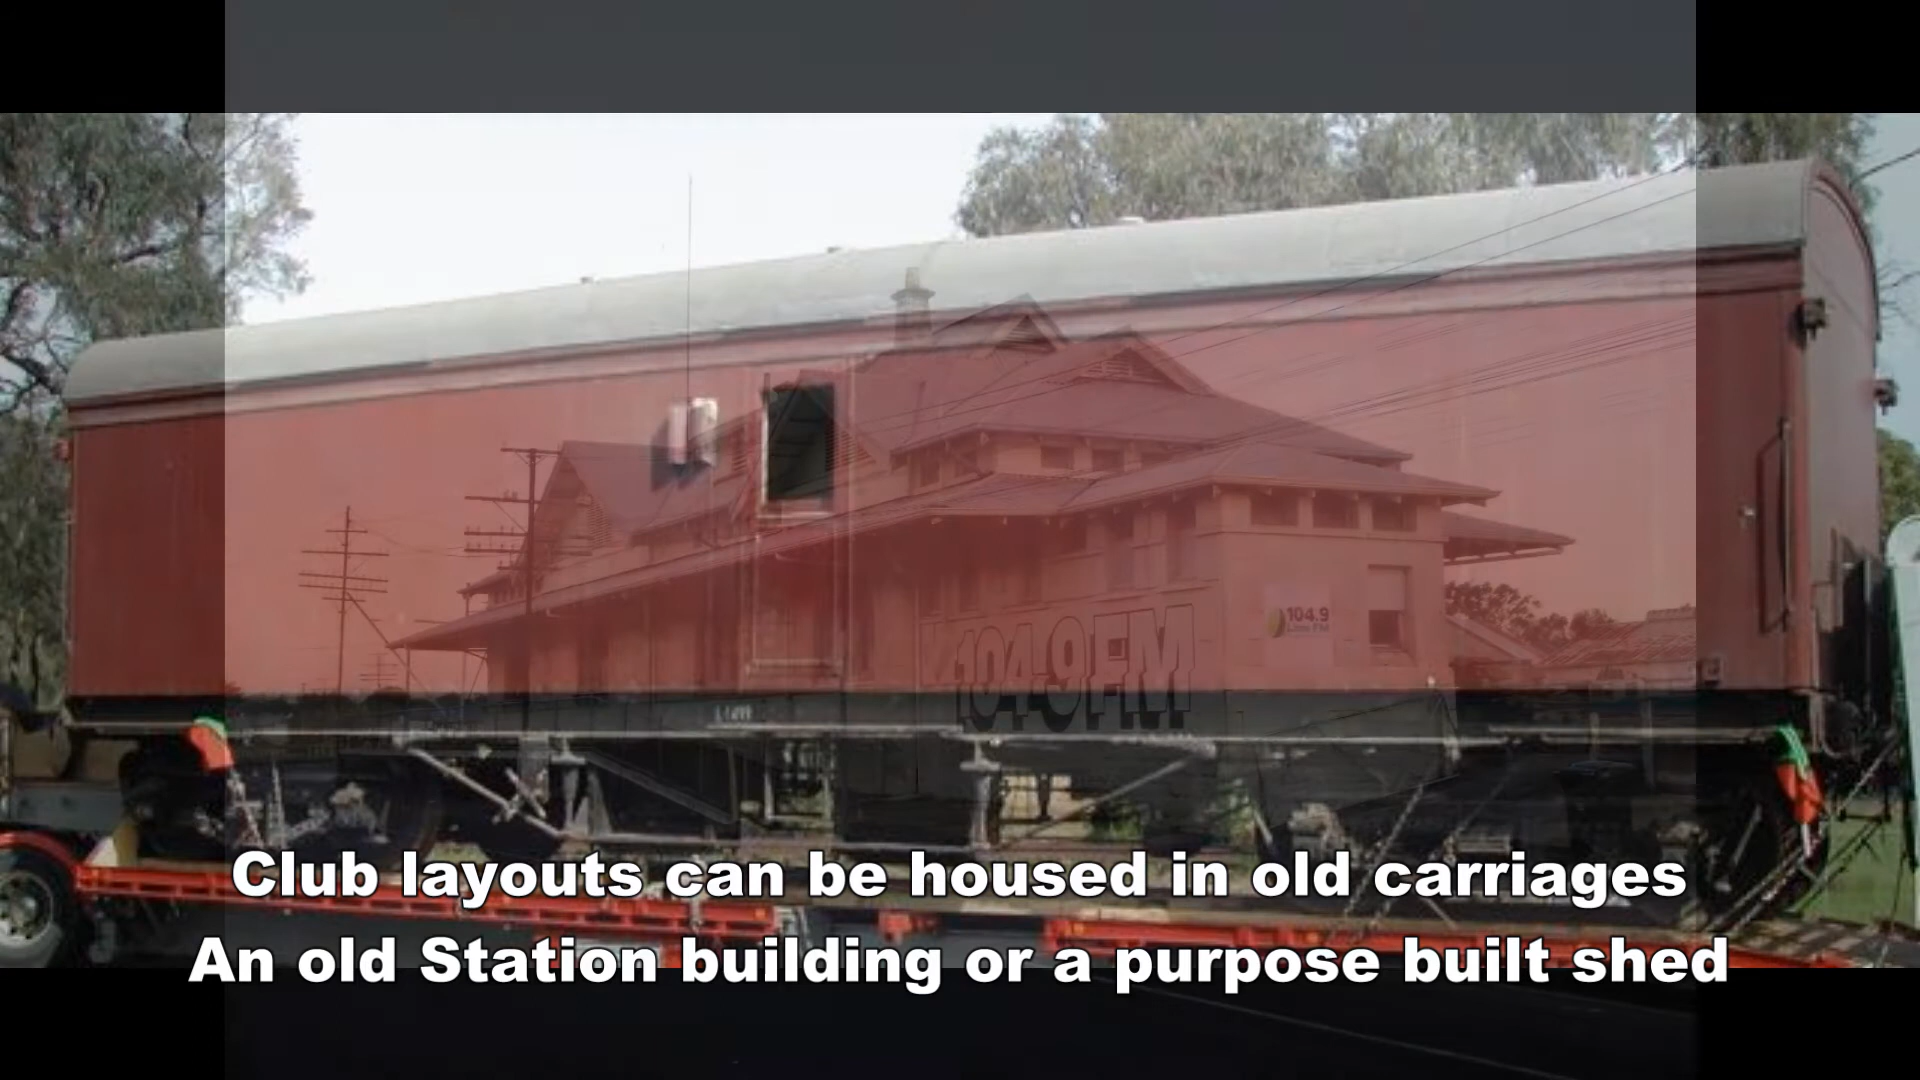 104.9
104.9FM
Club layouts can be housed in old carriages
An old Station building or a purpose built shed